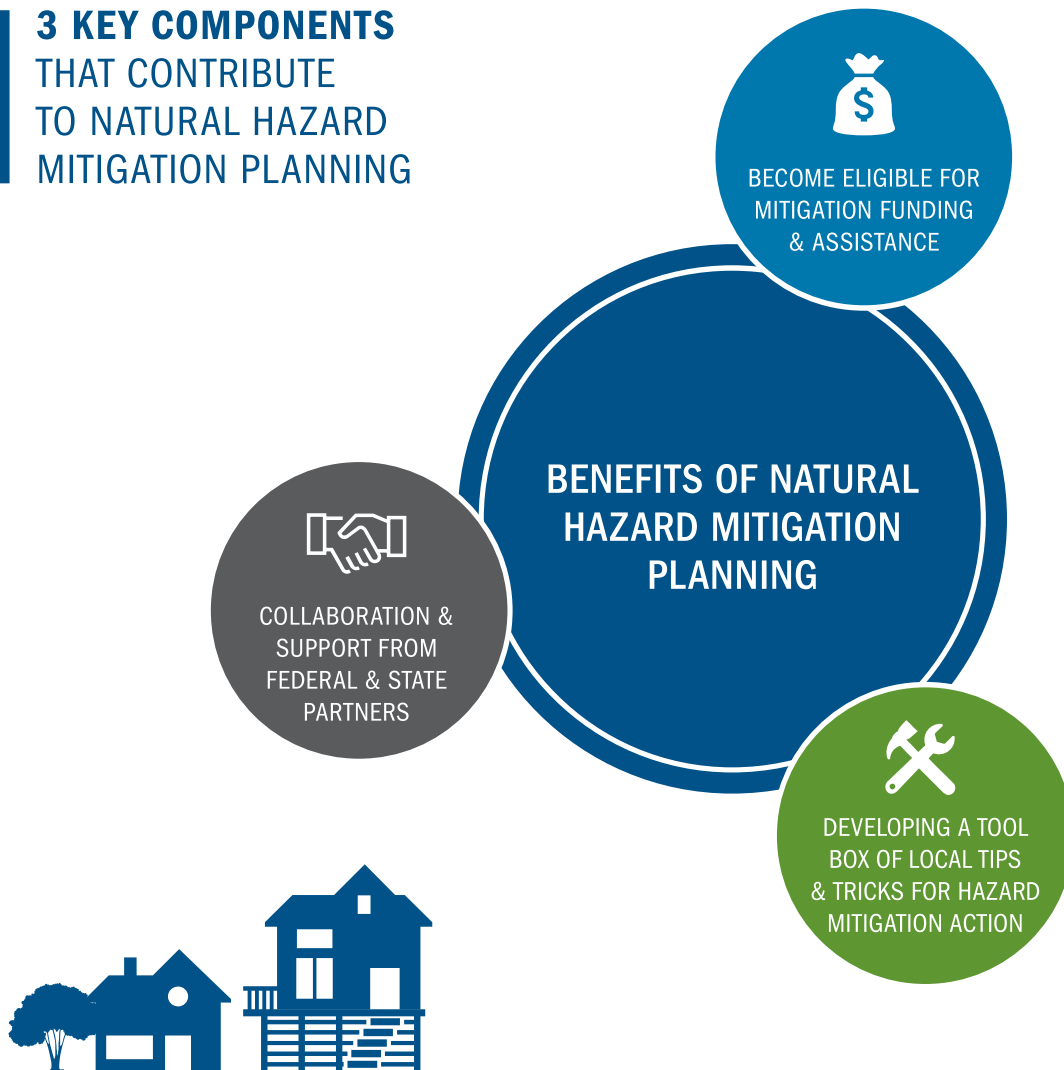 3 KEY COMPONENTS
THAT CONTRIBUTE
TO NATURAL HAZARD
MITIGATION PLANNING
$
BECOME ELIGIBLE FOR
MITIGATION FUNDING
& ASSISTANCE
BENEFITS OF NATURAL
HAZARD MITIGATION
PLANNING
COLLABORATION &
SUPPORT FROM
FEDERAL & STATE
PARTNERS
DEVELOPING A TOOL
BOX OF LOCAL TIPS
& TRICKS FOR HAZARD
MITIGATION ACTION